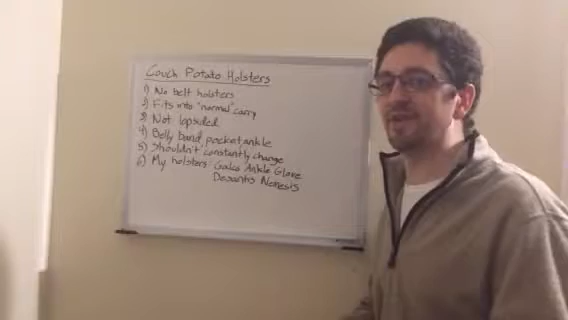 Couch Potato Holsters
1) No belt holsters
2) Fits into "normal" carry
3) Not lopsided
4) Belly band, pocket, ankle
5) Shouldn't constantly change
6) My holsters: Galco Ankle Glove
Desantis Nemesis